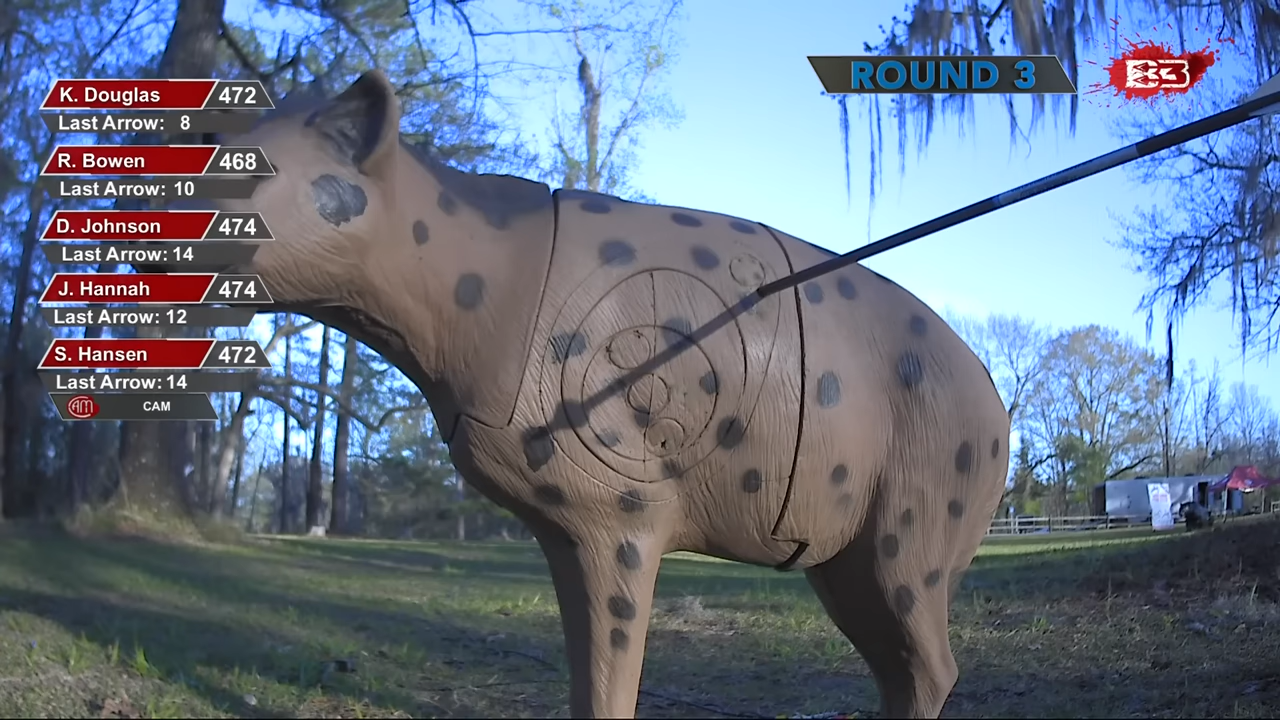 K. Douglas 472
Last Arrow: 8
R. Bowen 468
Last Arrow: 10
D. Johnson 474
Last Arrow: 14
J. Hannah 474
Last Arrow: 12
S. Hansen 472
Last Arrow: 14
AM CAM
ROUND 3
B3